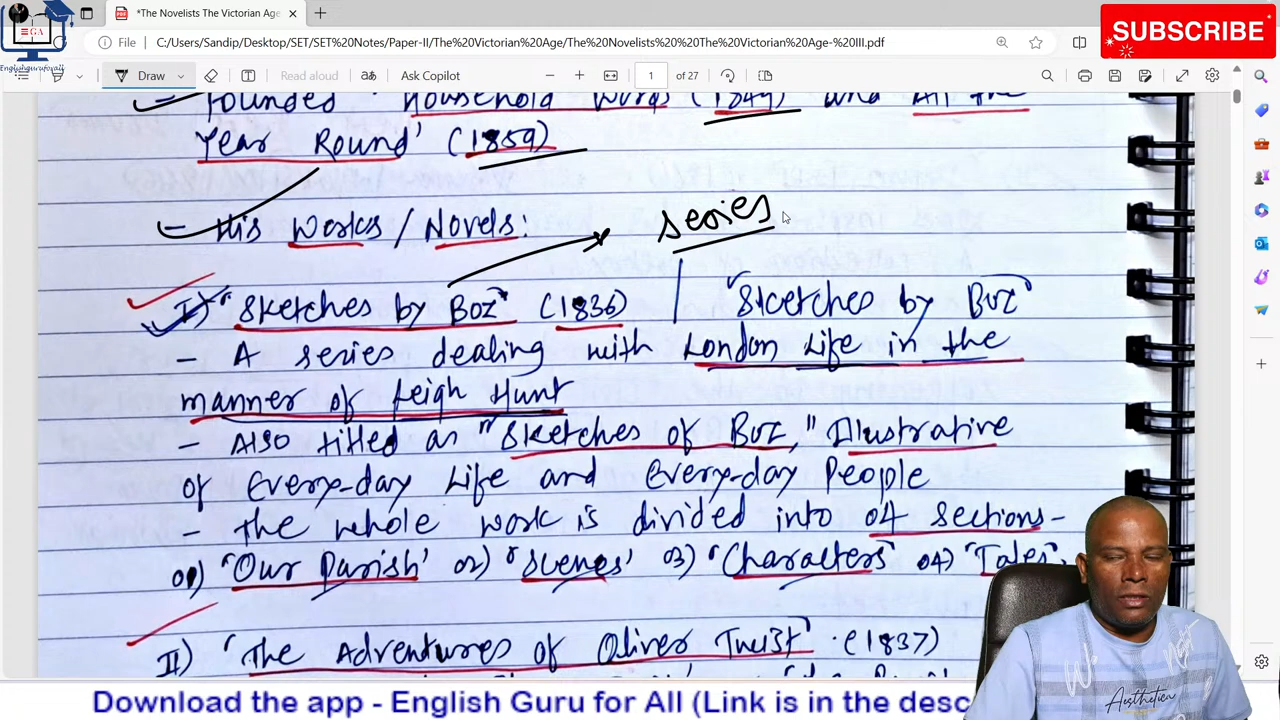 *The Novelists The Victorian Ag
SUBSCRIBE
EGA
Englishguruforall
File C:/Users/Sandip/Desktop/SET/SET%20Notes/Paper-II/The%20Victorian%20Age/The%20Novelists%20%20The%20Victorian%20Age-%20III.pdf
Draw Read aloud Ask Copilot 1 of 27
- Founded 'Household Words (1849) and All the
Year Round' (1859)
- His Works / Novels: series
I) "Sketches by Boz" (1836) "Sketches by Boz"
- A series dealing with London Life in the
manner of Leigh Hunt
- Also titled as "Sketches of Boz," Illustrative
of Every-day Life and Every-day People
- The whole work is divided into 04 sections-
01) 'Our Parish' 02) 'Scenes' 03) 'Characters' 04) 'Tales'.
II) 'The Adventures of Oliver Twist' (1837)
Aesthetic
Download the app - English Guru for All (Link is in the desc